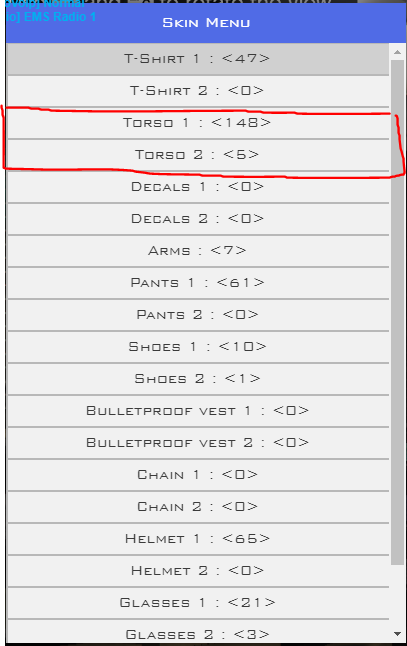 Normal
io] EMS Radio 1
Skin Menu
T-Shirt 1 : <47>
T-Shirt 2 : <0>
Torso 1 : <148>
Torso 2 : <5>
Decals 1 : <0>
Decals 2 : <0>
Arms : <7>
Pants 1 : <61>
Pants 2 : <0>
Shoes 1 : <10>
Shoes 2 : <1>
Bulletproof vest 1 : <0>
Bulletproof vest 2 : <0>
Chain 1 : <0>
Chain 2 : <0>
Helmet 1 : <65>
Helmet 2 : <0>
Glasses 1 : <21>
Glasses 2 : <3>